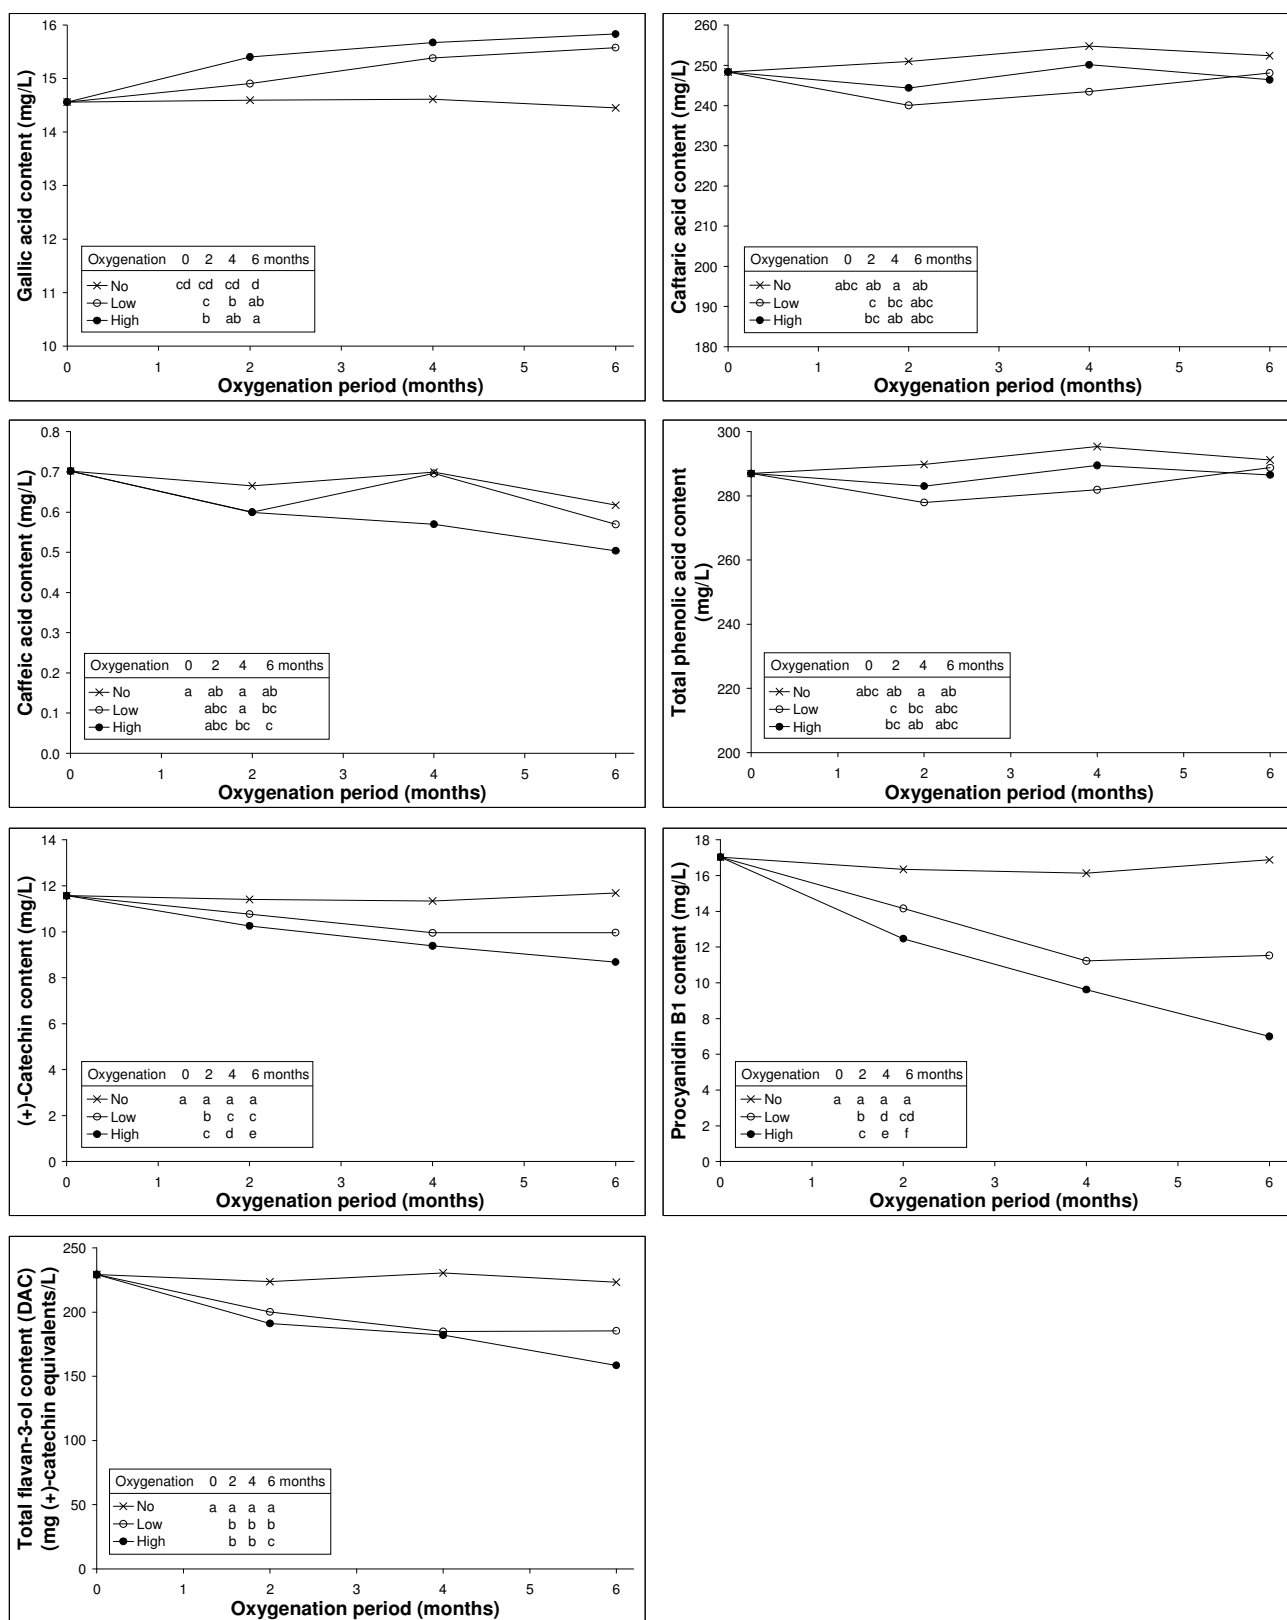 Gallic acid content (mg/L)
16
15
14
13
12
11
10
Oxygenation 0 2 4 6 months
No cd cd cd d
Low c b ab
High b ab a
0 1 2 3 4 5 6
Oxygenation period (months)
Caftaric acid content (mg/L)
260
250
240
230
220
210
200
190
180
Oxygenation 0 2 4 6 months
No abc ab a ab
Low c bc abc
High bc ab abc
0 1 2 3 4 5 6
Oxygenation period (months)
Caffeic acid content (mg/L)
0.8
0.7
0.6
0.5
0.4
0.3
0.2
0.1
0.0
Oxygenation 0 2 4 6 months
No a ab a ab
Low abc a bc
High abc bc c
0 1 2 3 4 5 6
Oxygenation period (months)
Total phenolic acid content
(mg/L)
300
280
260
240
220
200
Oxygenation 0 2 4 6 months
No abc ab a ab
Low c bc abc
High bc ab abc
0 1 2 3 4 5 6
Oxygenation period (months)
(+)-Catechin content (mg/L)
14
12
10
8
6
4
2
0
Oxygenation 0 2 4 6 months
No a a a a
Low b c c
High c d e
0 1 2 3 4 5 6
Oxygenation period (months)
Procyanidin B1 content (mg/L)
18
16
14
12
10
8
6
4
2
0
Oxygenation 0 2 4 6 months
No a a a a
Low b d cd
High c e f
0 1 2 3 4 5 6
Oxygenation period (months)
Total flavan-3-ol content (DAC)
(mg (+)-catechin equivalents/L)
250
200
150
100
50
0
Oxygenation 0 2 4 6 months
No a a a a
Low b b b
High b b c
0 1 2 3 4 5 6
Oxygenation period (months)